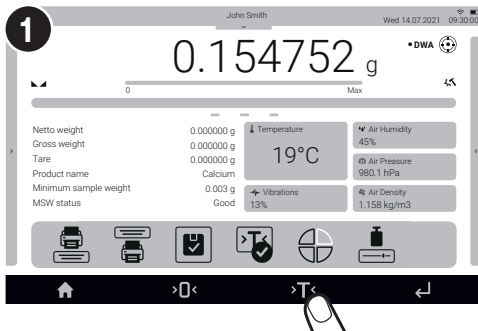 1
John Smith
Wed 14.07.2021 09:30:00
0.154752 g
• DWA
0 Max
Netto weight 0.000000 g
Gross weight 0.000000 g
Tare 0.000000 g
Product name Calcium
Minimum sample weight 0.003 g
MSW status Good
Temperature
19°C
Vibrations
13%
Air Humidity
45%
Air Preasure
980.1 hPa
Air Density
1.158 kg/m3
>T<
>0< >T<